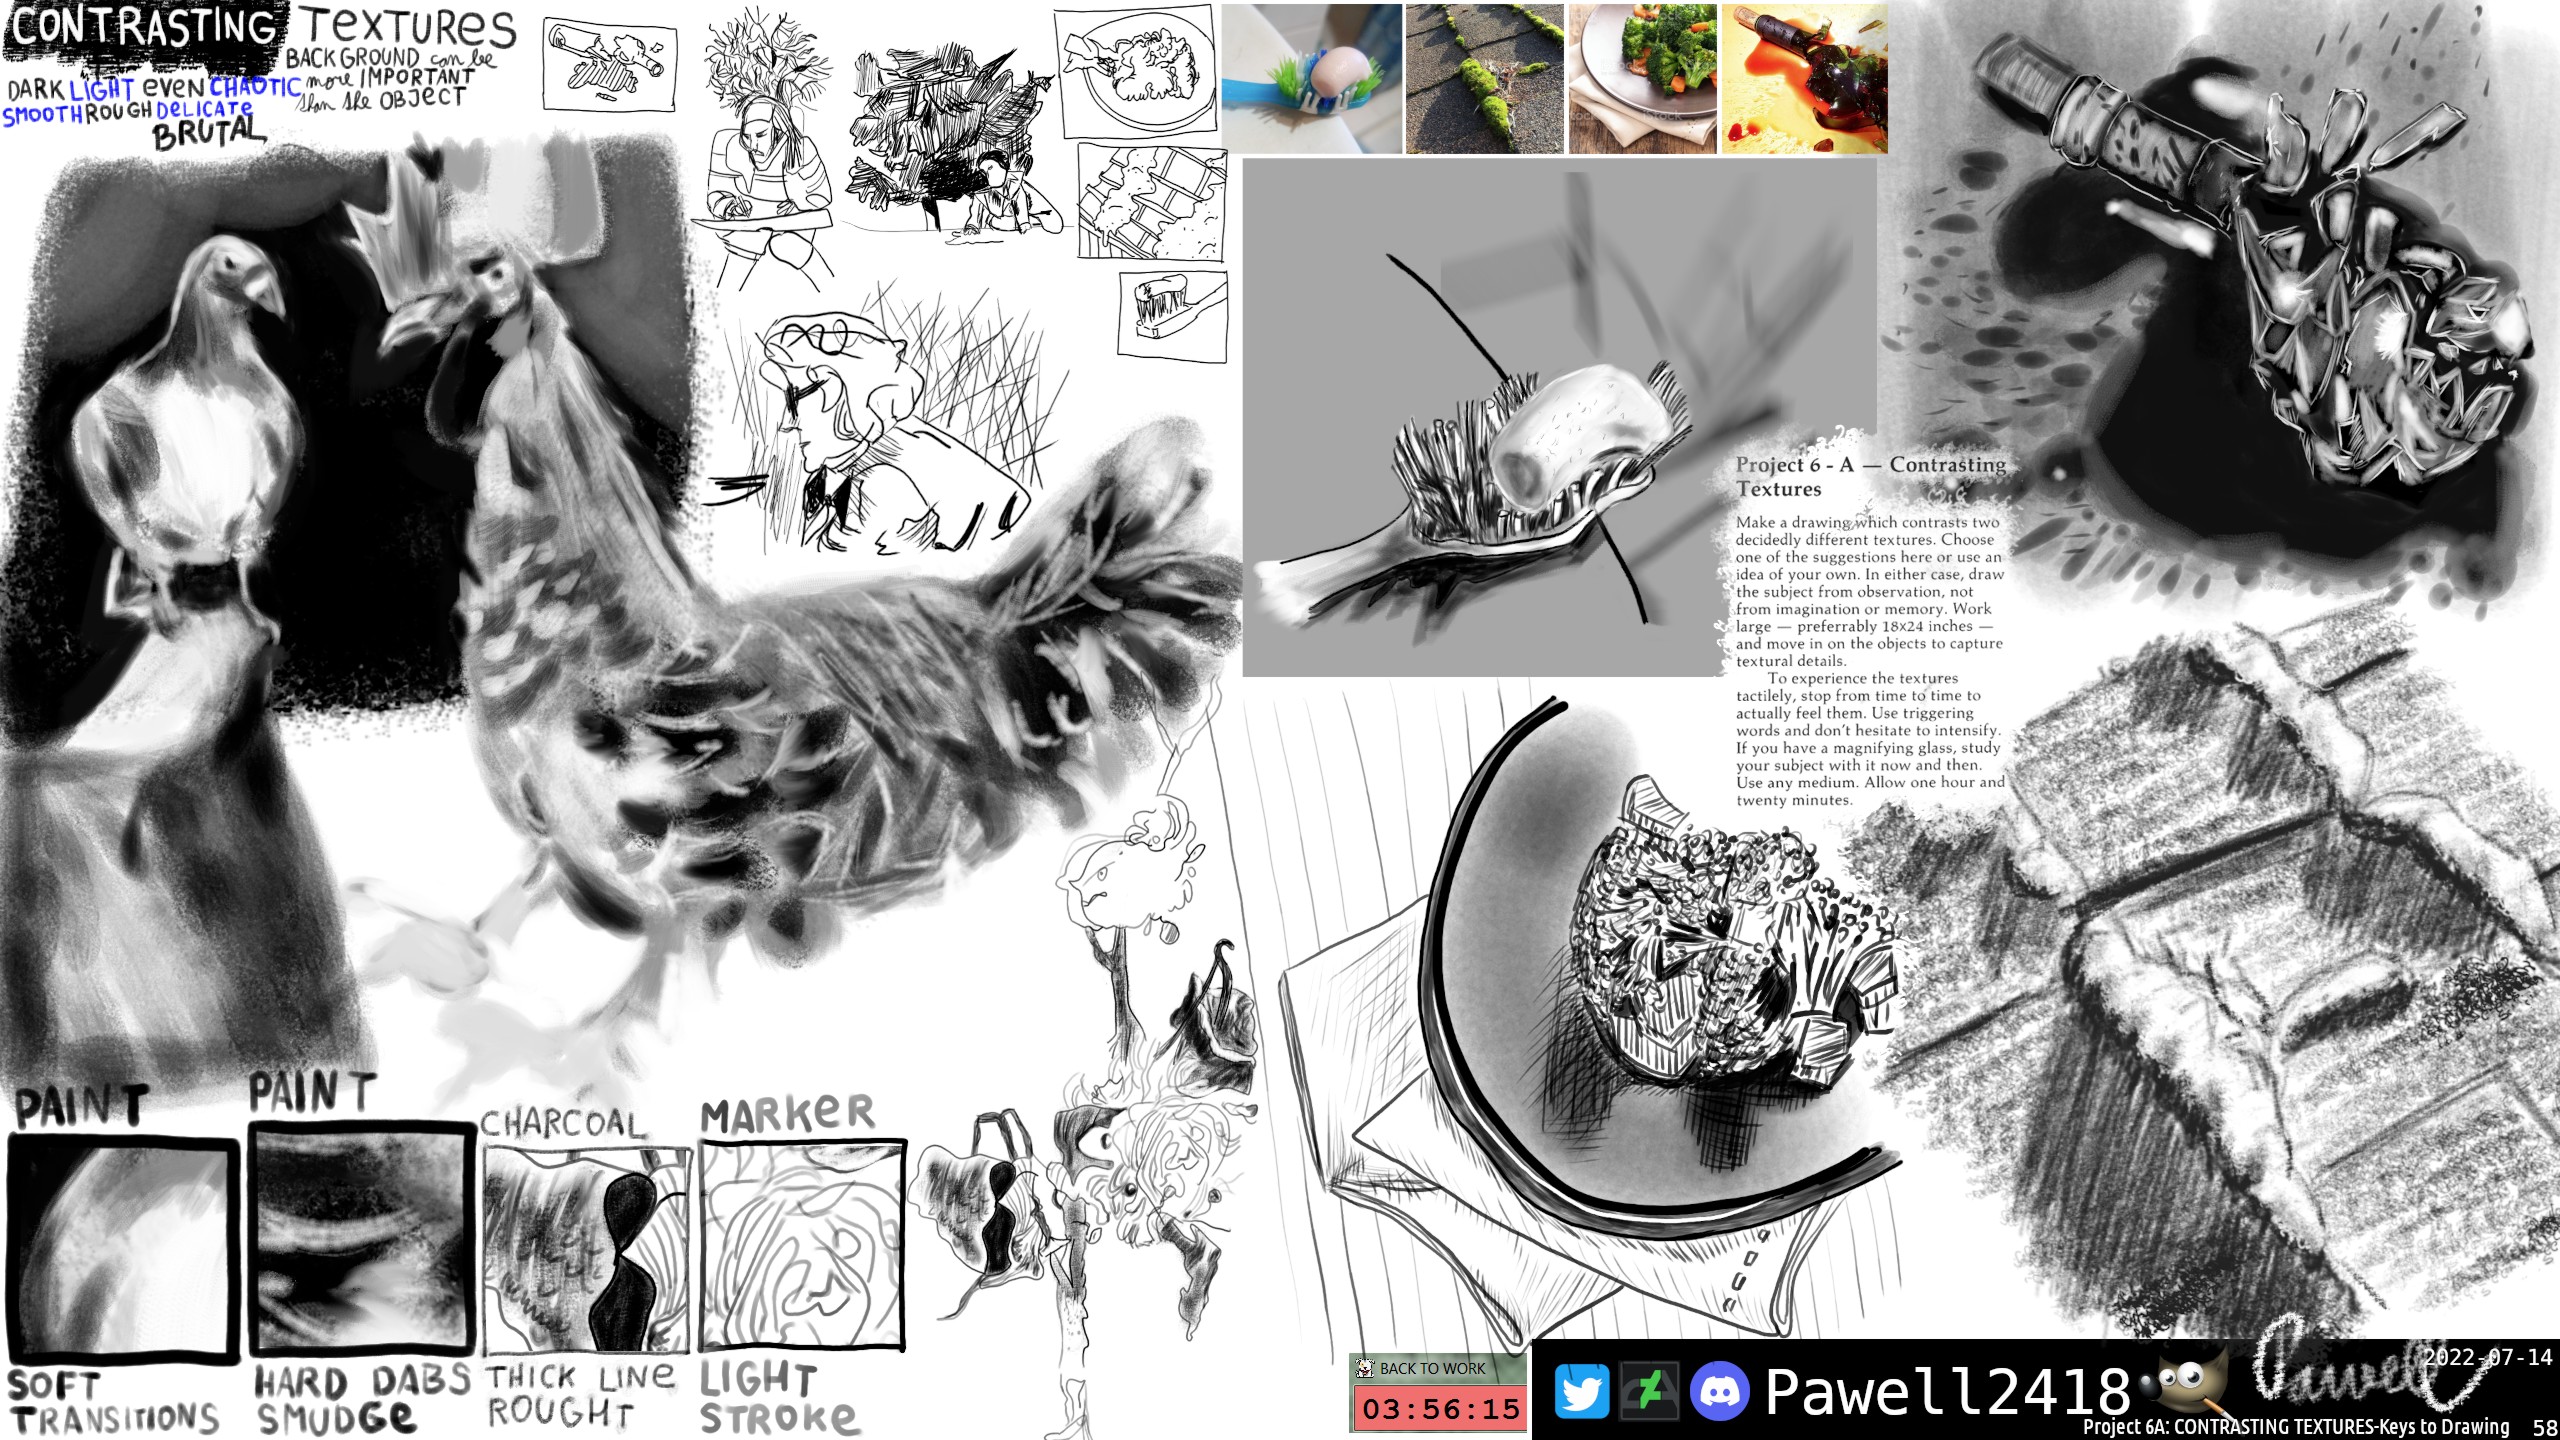 CONTRASTING TEXTURES
BACKGROUND can be
more IMPORTANT
than the OBJECT
DARK LIGHT EVEN CHAOTIC
SMOOTH ROUGH DELICATE
BRUTAL
Project 6 - A — Contrasting
Textures
Make a drawing which contrasts two
decidedly different textures. Choose
one of the suggestions here or use an
idea of your own. In either case, draw
the subject from observation, not
from imagination or memory. Work
large — preferrably 18x24 inches —
and move in on the objects to capture
textural details.
To experience the textures
tactilely, stop from time to time to
actually feel them. Use triggering
words and don't hesitate to intensify.
If you have a magnifying glass, study
your subject with it now and then.
Use any medium. Allow one hour and
twenty minutes.
PAINT
SOFT
TRANSITIONS
PAINT
HARD DABS
SMUDGE
CHARCOAL
THICK LINE
ROUGHT
MARKER
LIGHT
STROKE
BACK TO WORK
03:56:15
Pawell2418
Pawell
2022-07-14
Project 6A: CONTRASTING TEXTURES-Keys to Drawing 58